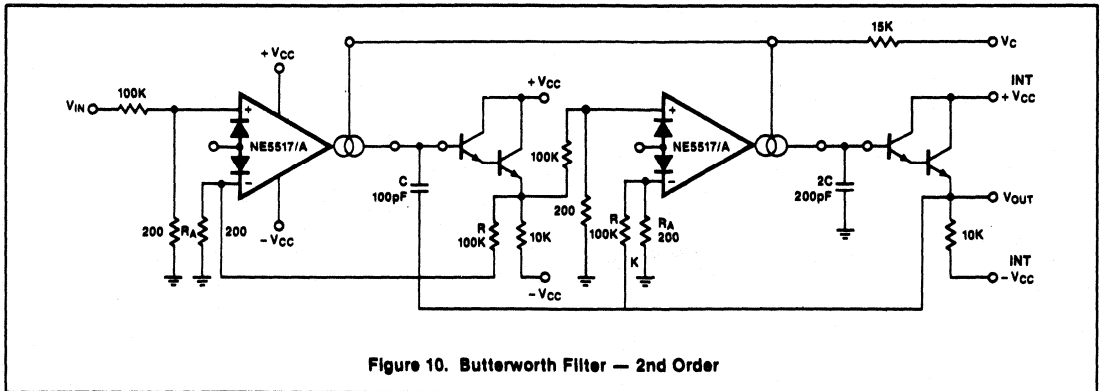 15K
VC
+ VCC
INT
+ VCC
+ VCC
100K
VIN
+
NE5517/A
−
+
NE5517/A
−
100K
C
100pF
2C
200pF
VOUT
200
RA
200
R
100K
10K
200
R
100K
RA
200
K
10K
− VCC
− VCC
INT
− VCC
Figure 10. Butterworth Filter — 2nd Order